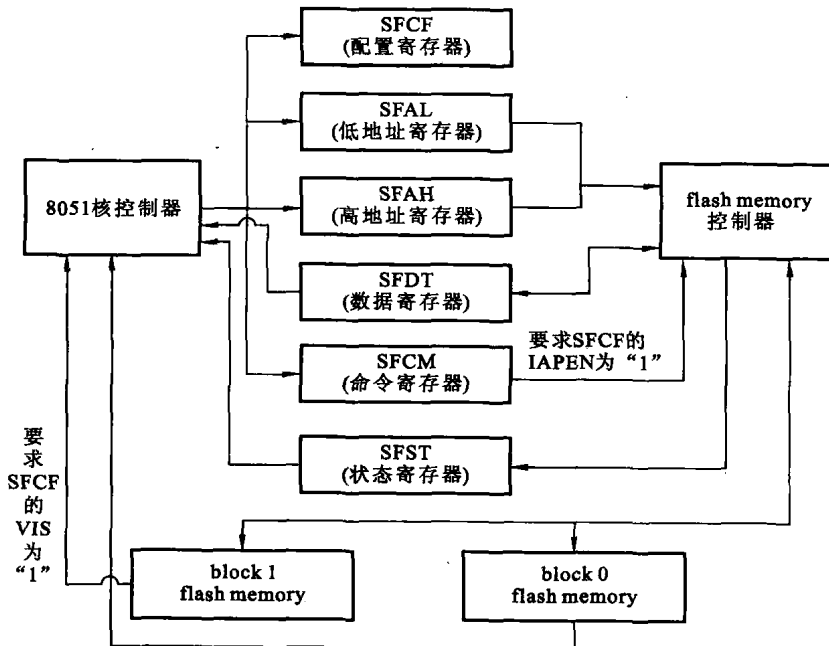 SFCF
(配置寄存器)
SFAL
(低地址寄存器)
8051核控制器
SFAH
(高地址寄存器)
flash memory
控制器
SFDT
(数据寄存器)
SFCM
(命令寄存器)
要求SFCF的
IAPEN为“1”
SFST
(状态寄存器)
要
求
SFCF
的
VIS
为
“1”
block 1
flash memory
block 0
flash memory